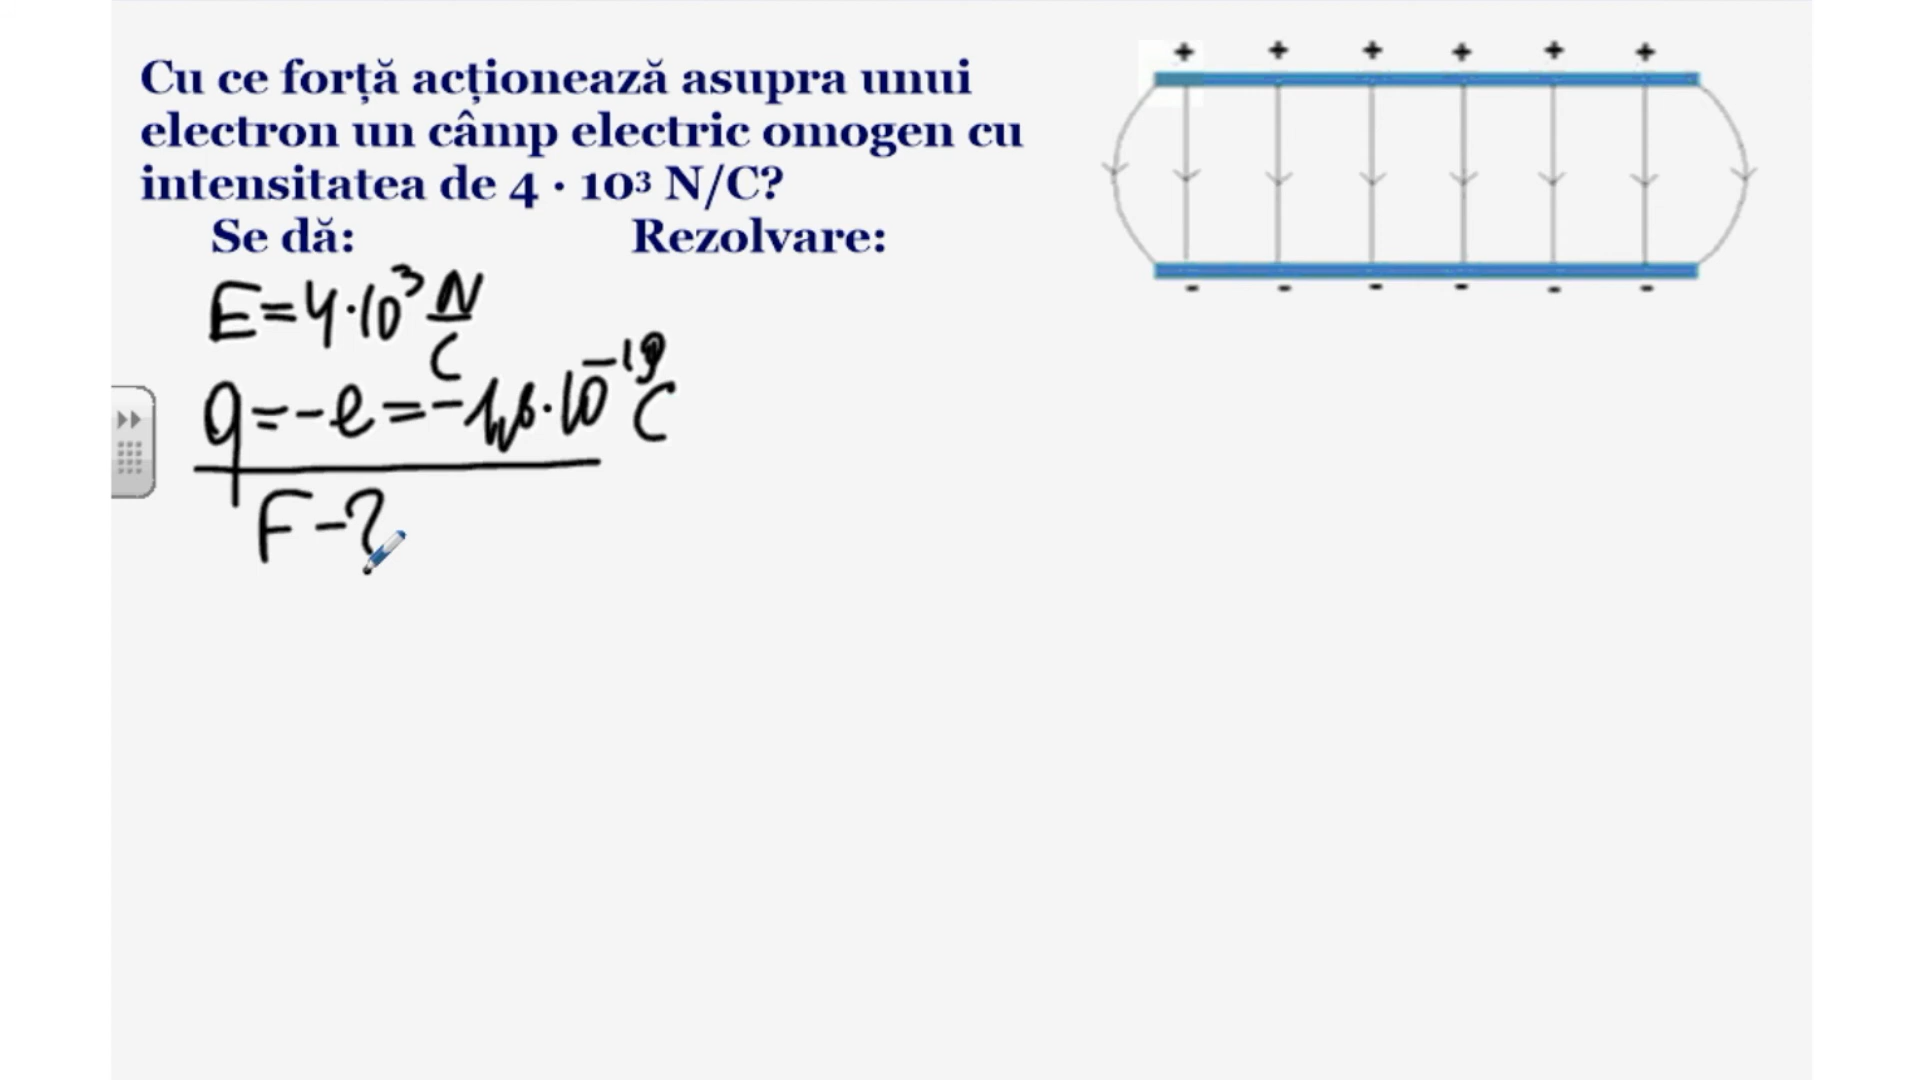 Cu ce forță acționează asupra unui
electron un câmp electric omogen cu
intensitatea de 4 · 10³ N/C?
Se dă: Rezolvare:
E=4·10³ N/C
q=-e=-1,6·10⁻¹⁹C
F-?
+ + + + + +
- - - - - -